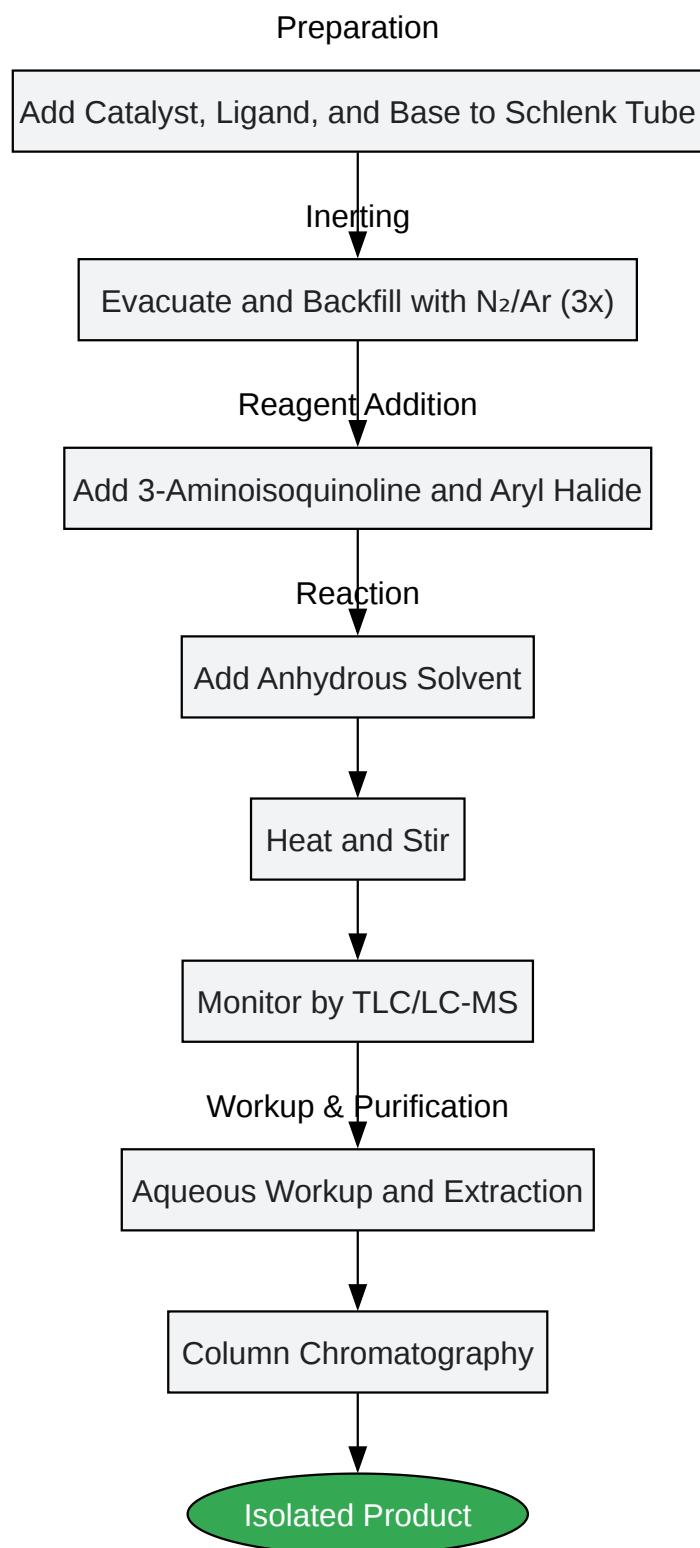 Preparation
Add Catalyst, Ligand, and Base to Schlenk Tube
Inerting
Evacuate and Backfill with N₂/Ar (3x)
Reagent Addition
Add 3-Aminoisoquinoline and Aryl Halide
Reaction
Add Anhydrous Solvent
Heat and Stir
Monitor by TLC/LC-MS
Workup & Purification
Aqueous Workup and Extraction
Column Chromatography
Isolated Product